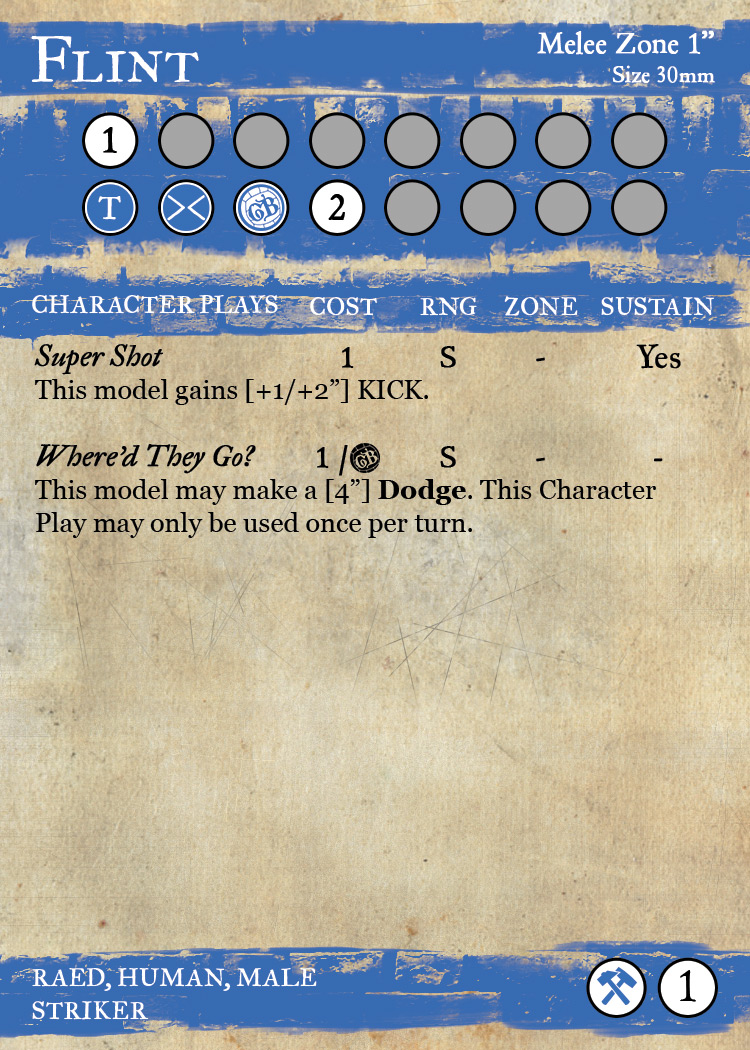 FLINT
Melee Zone 1”
Size 30mm
1
T GB 2
CHARACTER PLAYS COST RNG ZONE SUSTAIN
Super Shot 1 S - Yes
This model gains [+1/+2”] KICK.
Where’d They Go? 1 /GB S - -
This model may make a [4”] Dodge. This Character
Play may only be used once per turn.
RAED, HUMAN, MALE
STRIKER
1